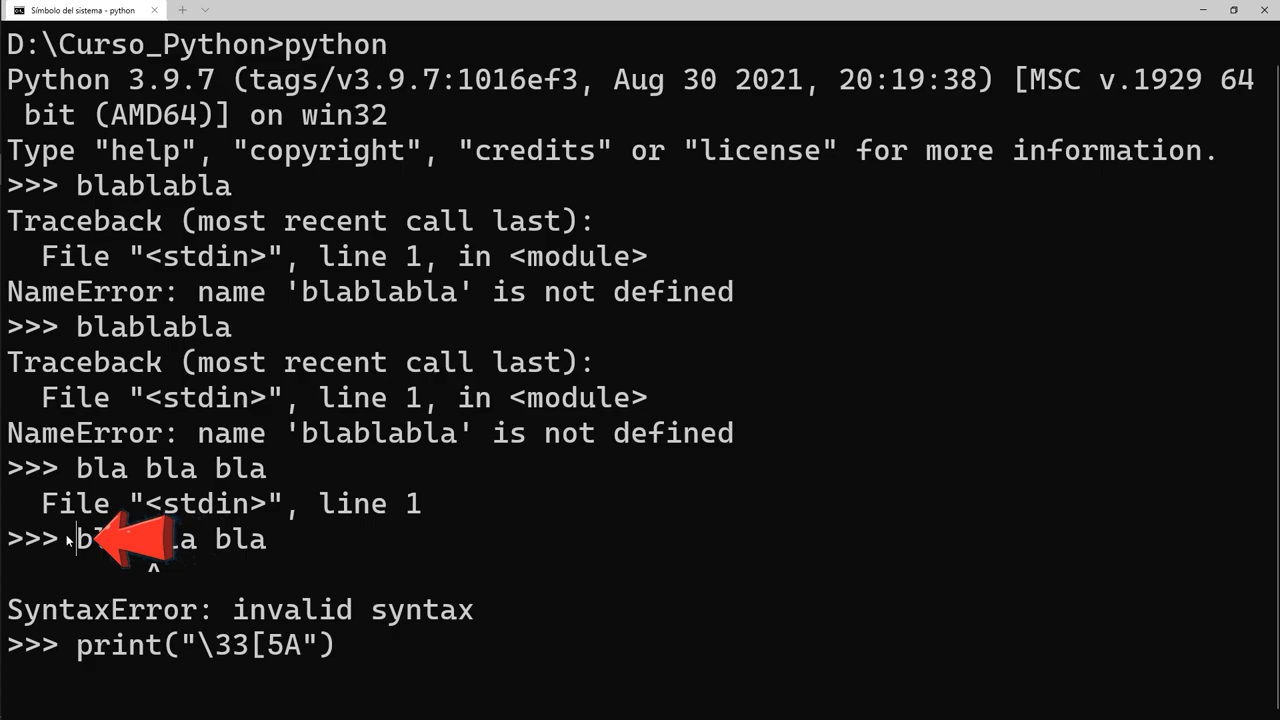 Símbolo del sistema - python
D:\Curso_Python>python
Python 3.9.7 (tags/v3.9.7:1016ef3, Aug 30 2021, 20:19:38) [MSC v.1929 64
 bit (AMD64)] on win32
Type "help", "copyright", "credits" or "license" for more information.
>>> blablabla
Traceback (most recent call last):
  File "<stdin>", line 1, in <module>
NameError: name 'blablabla' is not defined
>>> blablabla
Traceback (most recent call last):
  File "<stdin>", line 1, in <module>
NameError: name 'blablabla' is not defined
>>> bla bla bla
  File "<stdin>", line 1
>>> bla
^
SyntaxError: invalid syntax
>>> print("\33[5A")